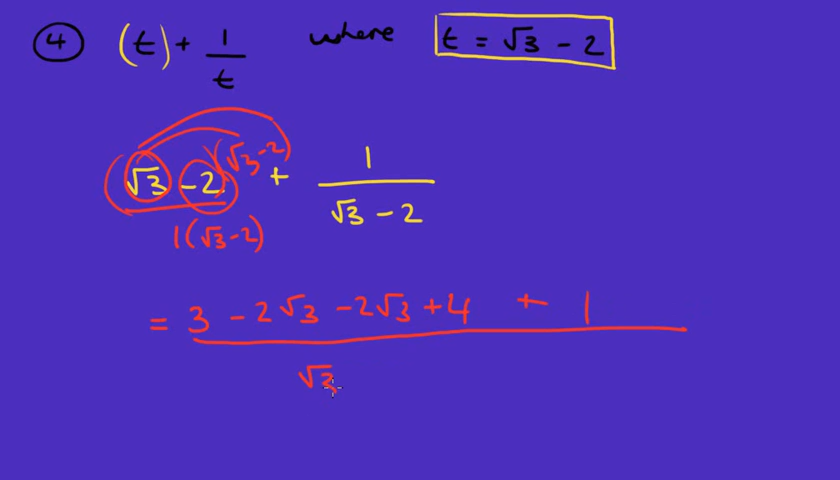 ④ (t) + 1/t where t = √3 - 2
(√3 - 2)(√3 - 2) + 1/(√3 - 2)
1(√3 - 2)
= 3 - 2√3 - 2√3 + 4 + 1
√3